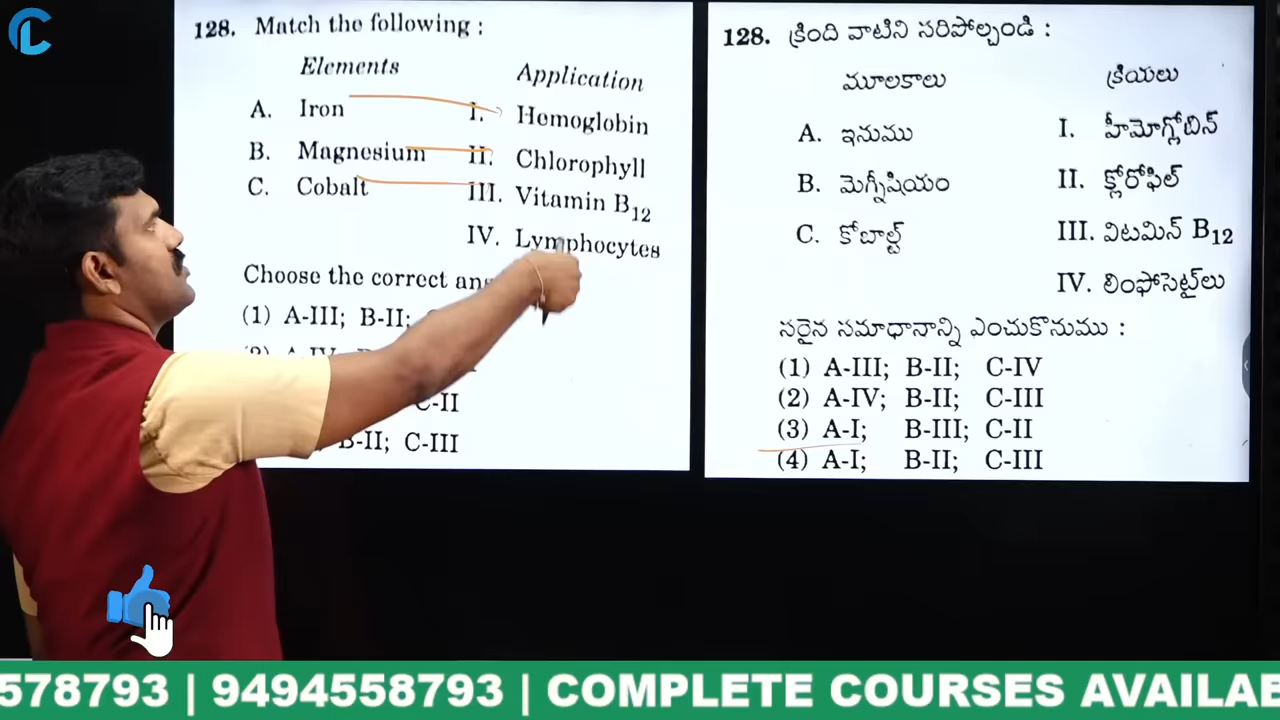 128. Match the following :
Elements
Application
A. Iron
I. Hemoglobin
B. Magnesium
II. Chlorophyll
C. Cobalt
III. Vitamin B12
IV. Lymphocytes
Choose the correct
(1) A-III; B-II;
C-II
B-II; C-III
128. క్రింది వాటిని సరిపోల్చండి :
మూలకాలు
క్రియలు
A. ఇనుము
I. హీమోగ్లోబిన్
B. మెగ్నీషియం
II. క్లోరోఫిల్
C. కోబాల్ట్
III. విటమిన్ B12
IV. లింఫోసైట్‌లు
సరైన సమాధానాన్ని ఎంచుకొనుము :
(1) A-III; B-II; C-IV
(2) A-IV; B-II; C-III
(3) A-I; B-III; C-II
(4) A-I; B-II; C-III
578793 | 9494558793 | COMPLETE COURSES AVAILAB